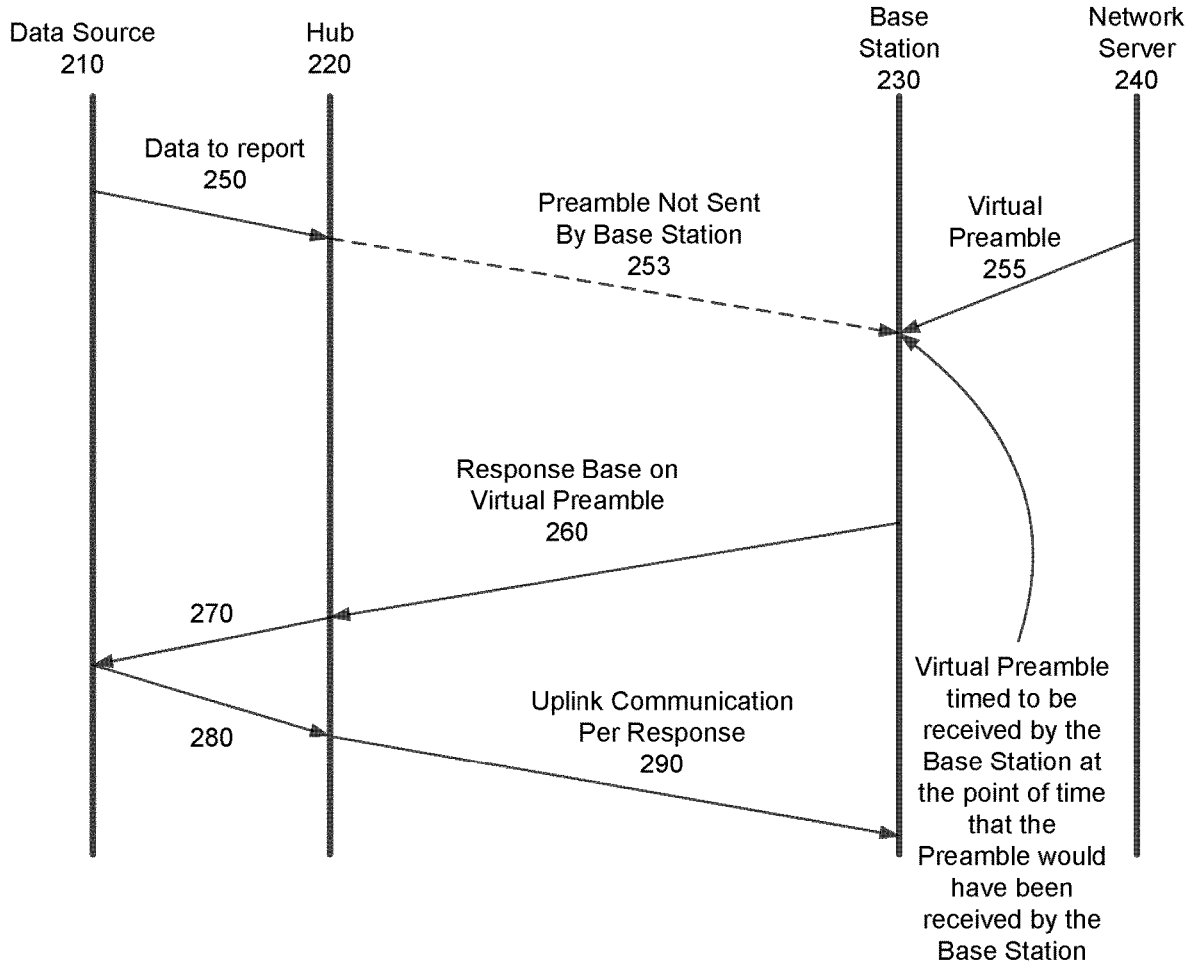 Data Source
210
Hub
220
Base
Station
230
Network
Server
240
Data to report
250
Preamble Not Sent
By Base Station
253
Virtual
Preamble
255
Response Base on
Virtual Preamble
260
270
280
Uplink Communication
Per Response
290
Virtual Preamble
timed to be
received by the
Base Station at
the point of time
that the
Preamble would
have been
received by the
Base Station